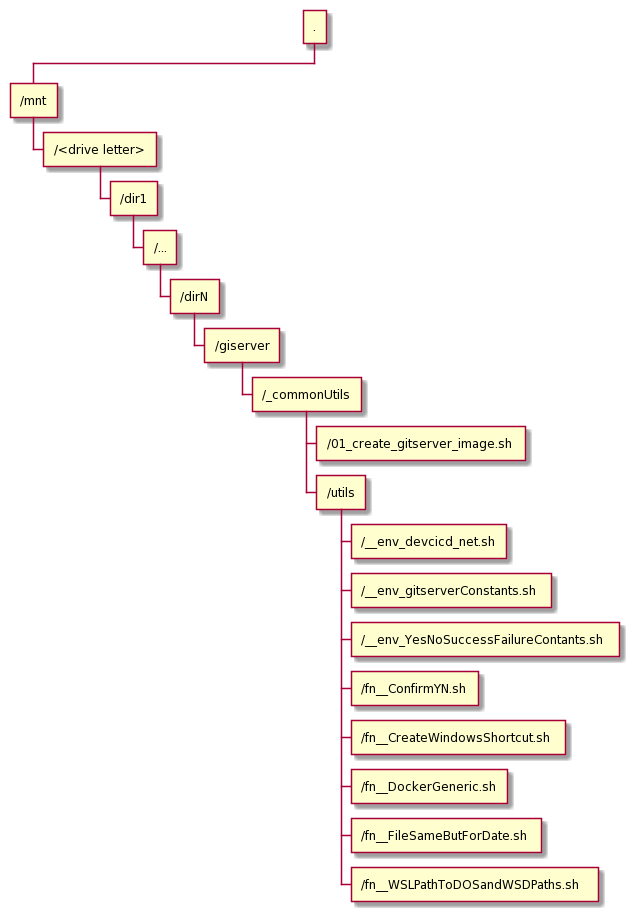 .
/mnt
/<drive letter>
/dir1
/...
/dirN
/giserver
/_commonUtils
/01_create_gitserver_image.sh
/utils
/__env_devcicd_net.sh
/__env_gitserverConstants.sh
/__env_YesNoSuccessFailureContants.sh
/fn__ConfirmYN.sh
/fn__CreateWindowsShortcut.sh
/fn__DockerGeneric.sh
/fn__FileSameButForDate.sh
/fn__WSLPathToDOSandWSDPaths.sh